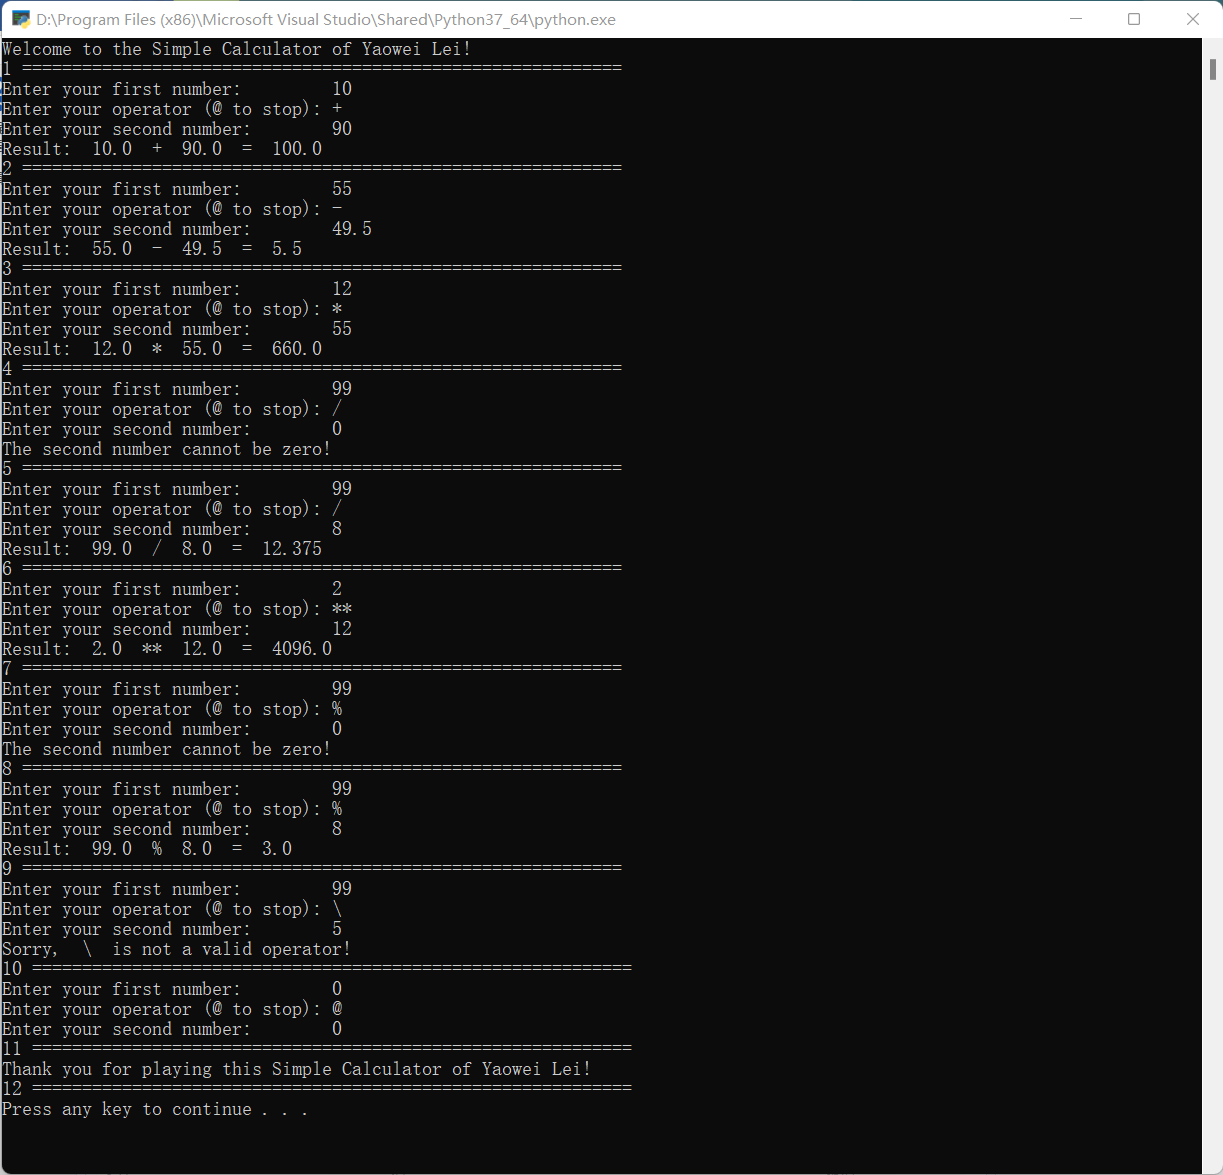 D:\Program Files (x86)\Microsoft Visual Studio\Shared\Python37_64\python.exe
Welcome to the Simple Calculator of Yaowei Lei!
1 ============================================================
Enter your first number:         10
Enter your operator (@ to stop): +
Enter your second number:        90
Result:  10.0  +  90.0  =  100.0
2 ============================================================
Enter your first number:         55
Enter your operator (@ to stop): -
Enter your second number:        49.5
Result:  55.0  -  49.5  =  5.5
3 ============================================================
Enter your first number:         12
Enter your operator (@ to stop): *
Enter your second number:        55
Result:  12.0  *  55.0  =  660.0
4 ============================================================
Enter your first number:         99
Enter your operator (@ to stop): /
Enter your second number:        0
The second number cannot be zero!
5 ============================================================
Enter your first number:         99
Enter your operator (@ to stop): /
Enter your second number:        8
Result:  99.0  /  8.0  =  12.375
6 ============================================================
Enter your first number:         2
Enter your operator (@ to stop): **
Enter your second number:        12
Result:  2.0  **  12.0  =  4096.0
7 ============================================================
Enter your first number:         99
Enter your operator (@ to stop): %
Enter your second number:        0
The second number cannot be zero!
8 ============================================================
Enter your first number:         99
Enter your operator (@ to stop): %
Enter your second number:        8
Result:  99.0  %  8.0  =  3.0
9 ============================================================
Enter your first number:         99
Enter your operator (@ to stop): \
Enter your second number:        5
Sorry,  \  is not a valid operator!
10 ============================================================
Enter your first number:         0
Enter your operator (@ to stop): @
Enter your second number:        0
11 ============================================================
Thank you for playing this Simple Calculator of Yaowei Lei!
12 ============================================================
Press any key to continue . . .